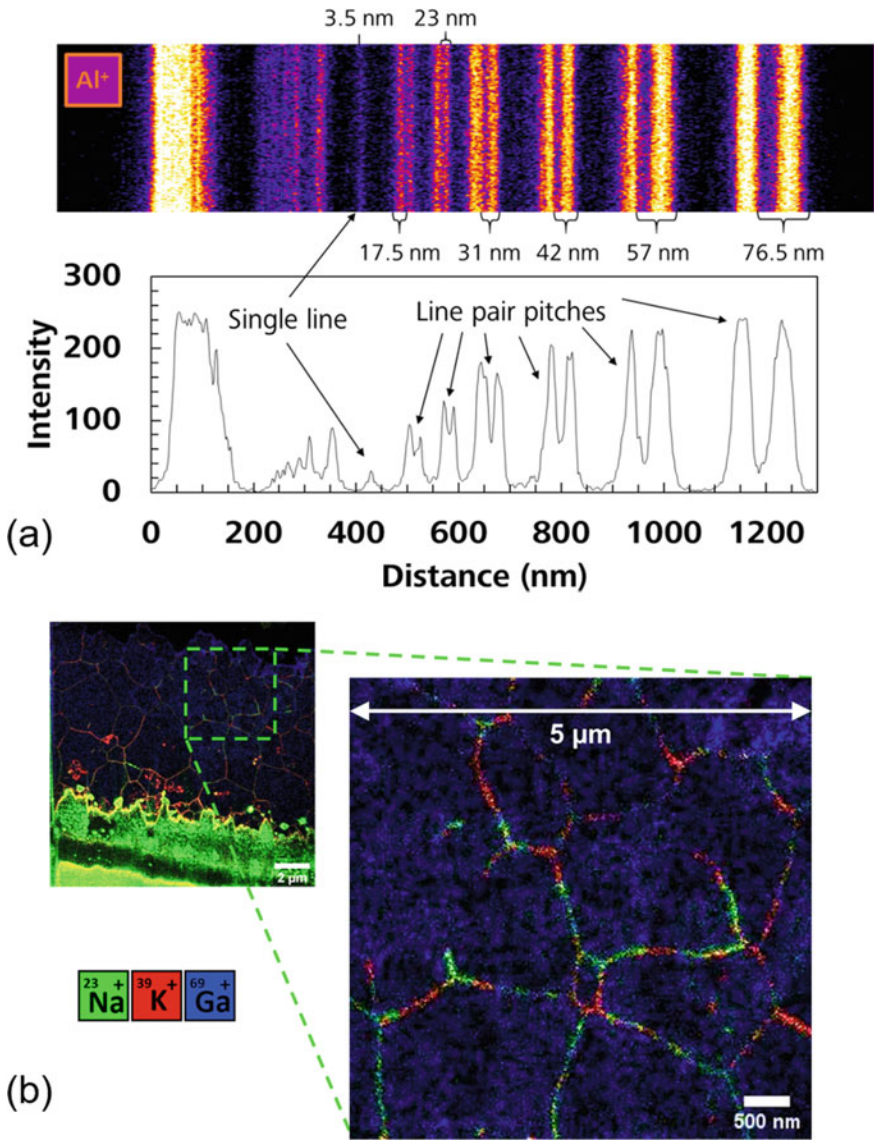 3.5 nm 23 nm
Al+
17.5 nm 31 nm 42 nm 57 nm 76.5 nm
300
200
100
0
Intensity
Single line
Line pair pitches
0 200 400 600 800 1000 1200
Distance (nm)
(a)
5 µm
2 µm
23 Na + 39 K + 69 Ga +
500 nm
(b)